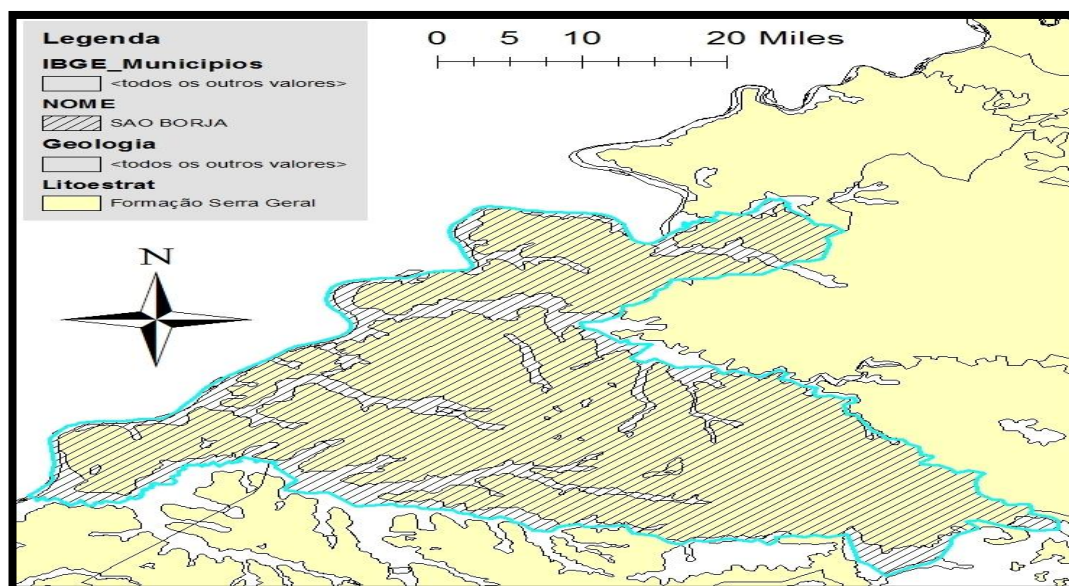 Legenda
IBGE_Municipios
<todos os outros valores>
NOME
SAO BORJA
Geologia
<todos os outros valores>
Litoestrat
Formação Serra Geral
0 5 10 20 Miles
N